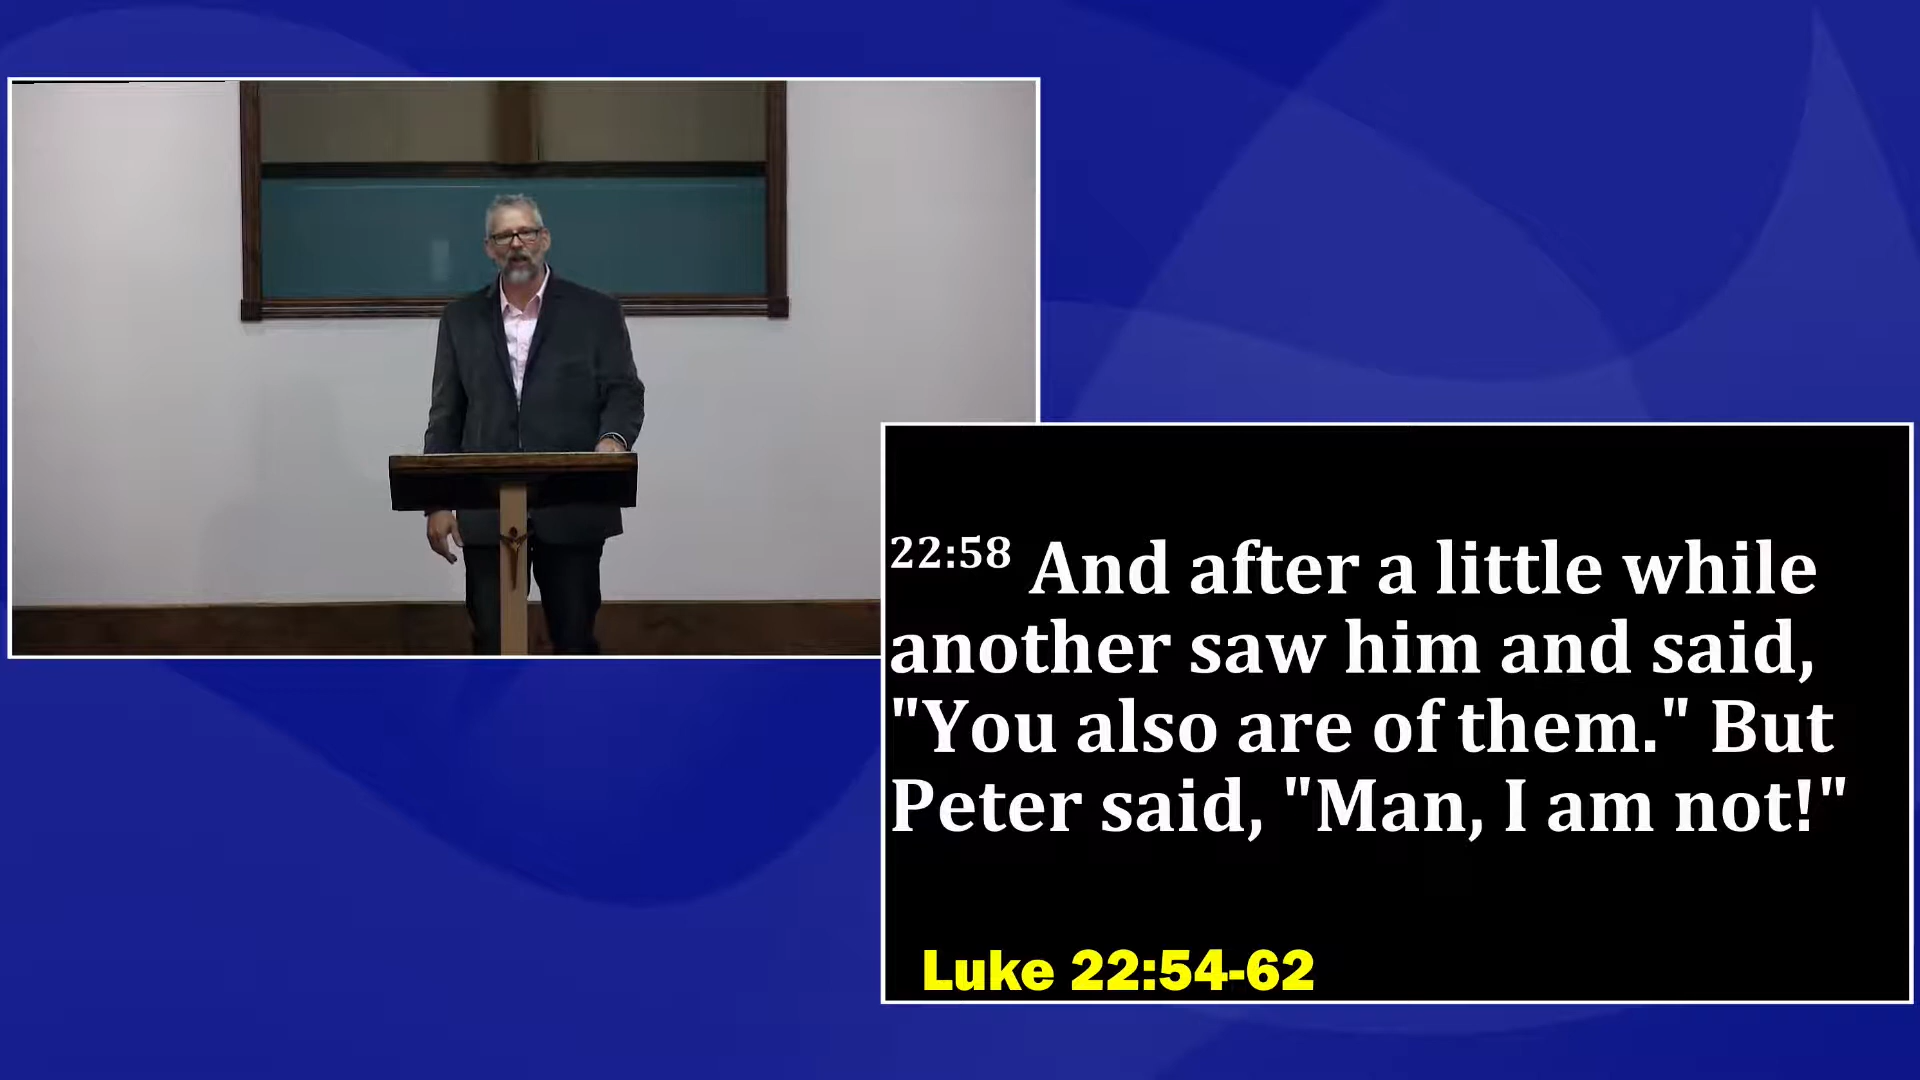 22:58 And after a little while
another saw him and said,
"You also are of them." But
Peter said, "Man, I am not!"
Luke 22:54-62